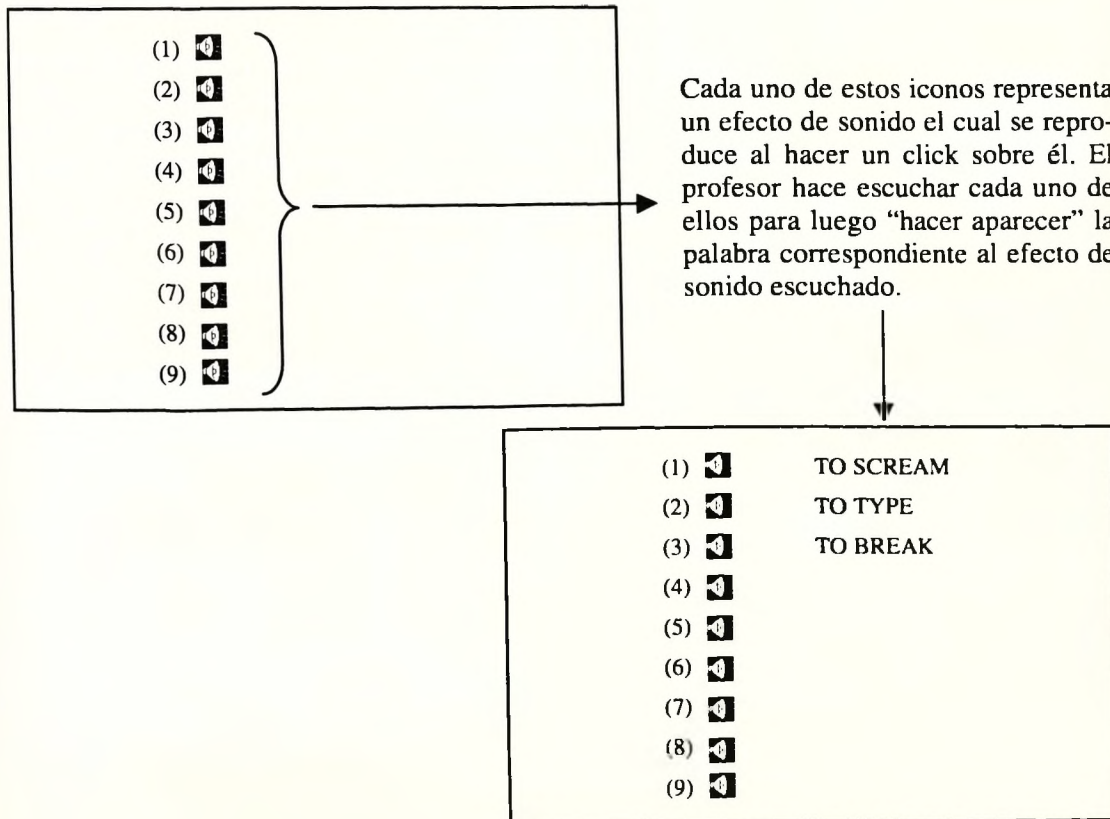 (1)
(2)
(3)
(4)
(5)
(6)
(7)
(8)
(9)
Cada uno de estos iconos representa
un efecto de sonido el cual se repro-
duce al hacer un click sobre él. El
profesor hace escuchar cada uno de
ellos para luego “hacer aparecer” la
palabra correspondiente al efecto de
sonido escuchado.
(1) TO SCREAM
(2) TO TYPE
(3) TO BREAK
(4)
(5)
(6)
(7)
(8)
(9)